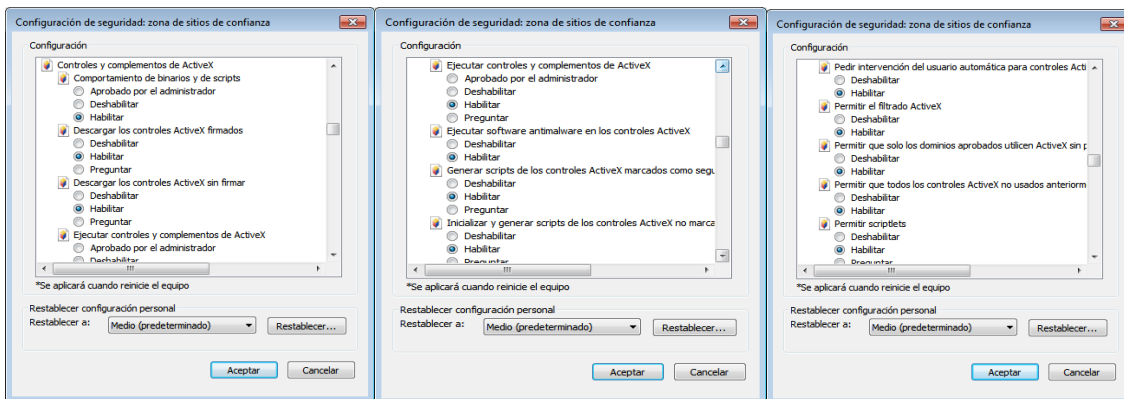 Configuración de seguridad: zona de sitios de confianza
Configuración
Controles y complementos de ActiveX
Comportamiento de binarios y de scripts
Aprobado por el administrador
Deshabilitar
Habilitar
Descargar los controles ActiveX firmados
Deshabilitar
Habilitar
Preguntar
Descargar los controles ActiveX sin firmar
Deshabilitar
Habilitar
Preguntar
Ejecutar controles y complementos de ActiveX
Aprobado por el administrador
Deshabilitar
*Se aplicará cuando reinicie el equipo
Restablecer configuración personal
Restablecer a: Medio (predeterminado) Restablecer...
Aceptar Cancelar
Configuración de seguridad: zona de sitios de confianza
Configuración
Ejecutar controles y complementos de ActiveX
Aprobado por el administrador
Deshabilitar
Habilitar
Preguntar
Ejecutar software antimalware en los controles ActiveX
Deshabilitar
Habilitar
Generar scripts de los controles ActiveX marcados como segu
Deshabilitar
Habilitar
Preguntar
Inicializar y generar scripts de los controles ActiveX no marca
Deshabilitar
Habilitar
Preguntar
*Se aplicará cuando reinicie el equipo
Restablecer configuración personal
Restablecer a: Medio (predeterminado) Restablecer...
Aceptar Cancelar
Configuración de seguridad: zona de sitios de confianza
Configuración
Pedir intervención del usuario automática para controles Acti
Deshabilitar
Habilitar
Permitir el filtrado ActiveX
Deshabilitar
Habilitar
Permitir que solo los dominios aprobados utilicen ActiveX sin p
Deshabilitar
Habilitar
Permitir que todos los controles ActiveX no usados anteriorm
Deshabilitar
Habilitar
Permitir scriptlets
Deshabilitar
Habilitar
Preguntar
*Se aplicará cuando reinicie el equipo
Restablecer configuración personal
Restablecer a: Medio (predeterminado) Restablecer...
Aceptar Cancelar